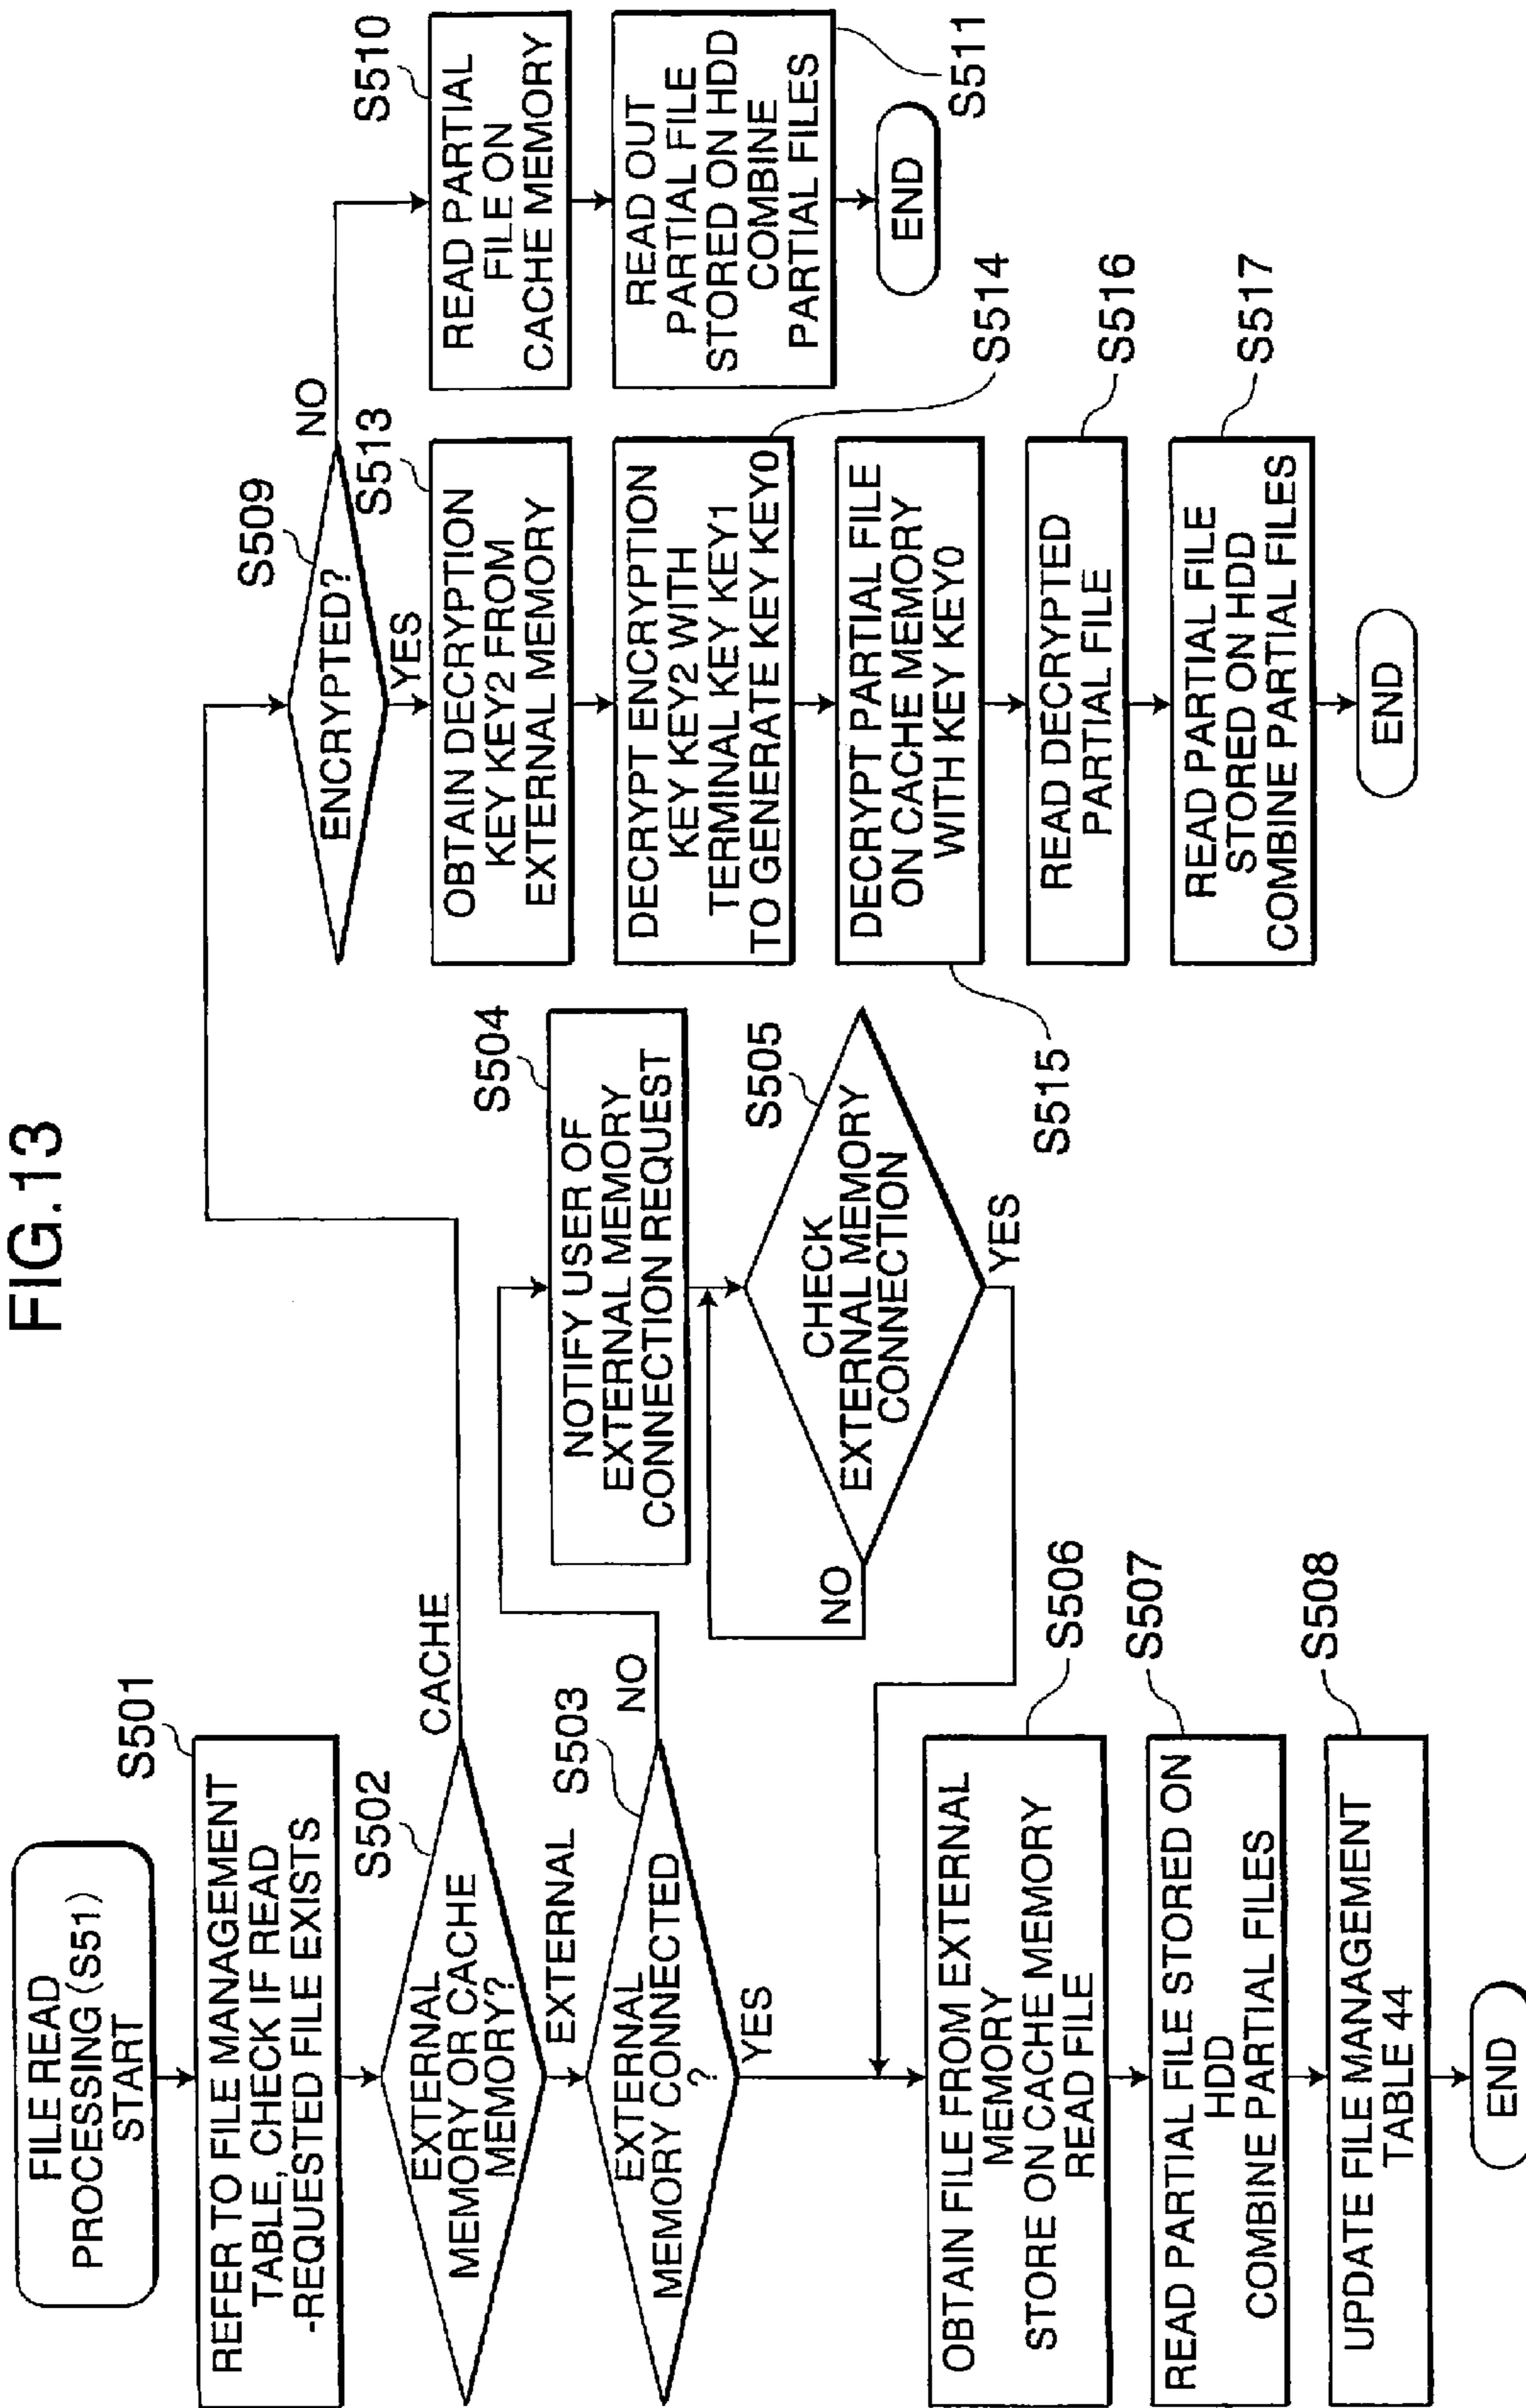 FIG.13
FILE READ
PROCESSING (S51)
START
S501
REFER TO FILE MANAGEMENT
TABLE, CHECK IF READ
-REQUESTED FILE EXISTS
S502
EXTERNAL
MEMORY OR CACHE
MEMORY?
CACHE
EXTERNAL
S503
EXTERNAL
MEMORY CONNECTED
?
NO
YES
S504
NOTIFY USER OF
EXTERNAL MEMORY
CONNECTION REQUEST
S505
CHECK
EXTERNAL MEMORY
CONNECTION
NO
YES
S506
OBTAIN FILE FROM EXTERNAL
MEMORY
STORE ON CACHE MEMORY
READ FILE
S507
READ PARTIAL FILE STORED ON
HDD
COMBINE PARTIAL FILES
S508
UPDATE FILE MANAGEMENT
TABLE 44
END
S509
ENCRYPTED?
NO
YES
S510
READ PARTIAL
FILE ON
CACHE MEMORY
READ OUT
PARTIAL FILE
STORED ON HDD
COMBINE
PARTIAL FILES
S511
END
S513
OBTAIN DECRYPTION
KEY KEY2 FROM
EXTERNAL MEMORY
DECRYPT ENCRYPTION
KEY KEY2 WITH
TERMINAL KEY KEY1
TO GENERATE KEY KEY0
S514
DECRYPT PARTIAL FILE
ON CACHE MEMORY
WITH KEY KEY0
S515
READ DECRYPTED
PARTIAL FILE
S516
READ PARTIAL FILE
STORED ON HDD
COMBINE PARTIAL FILES
S517
END